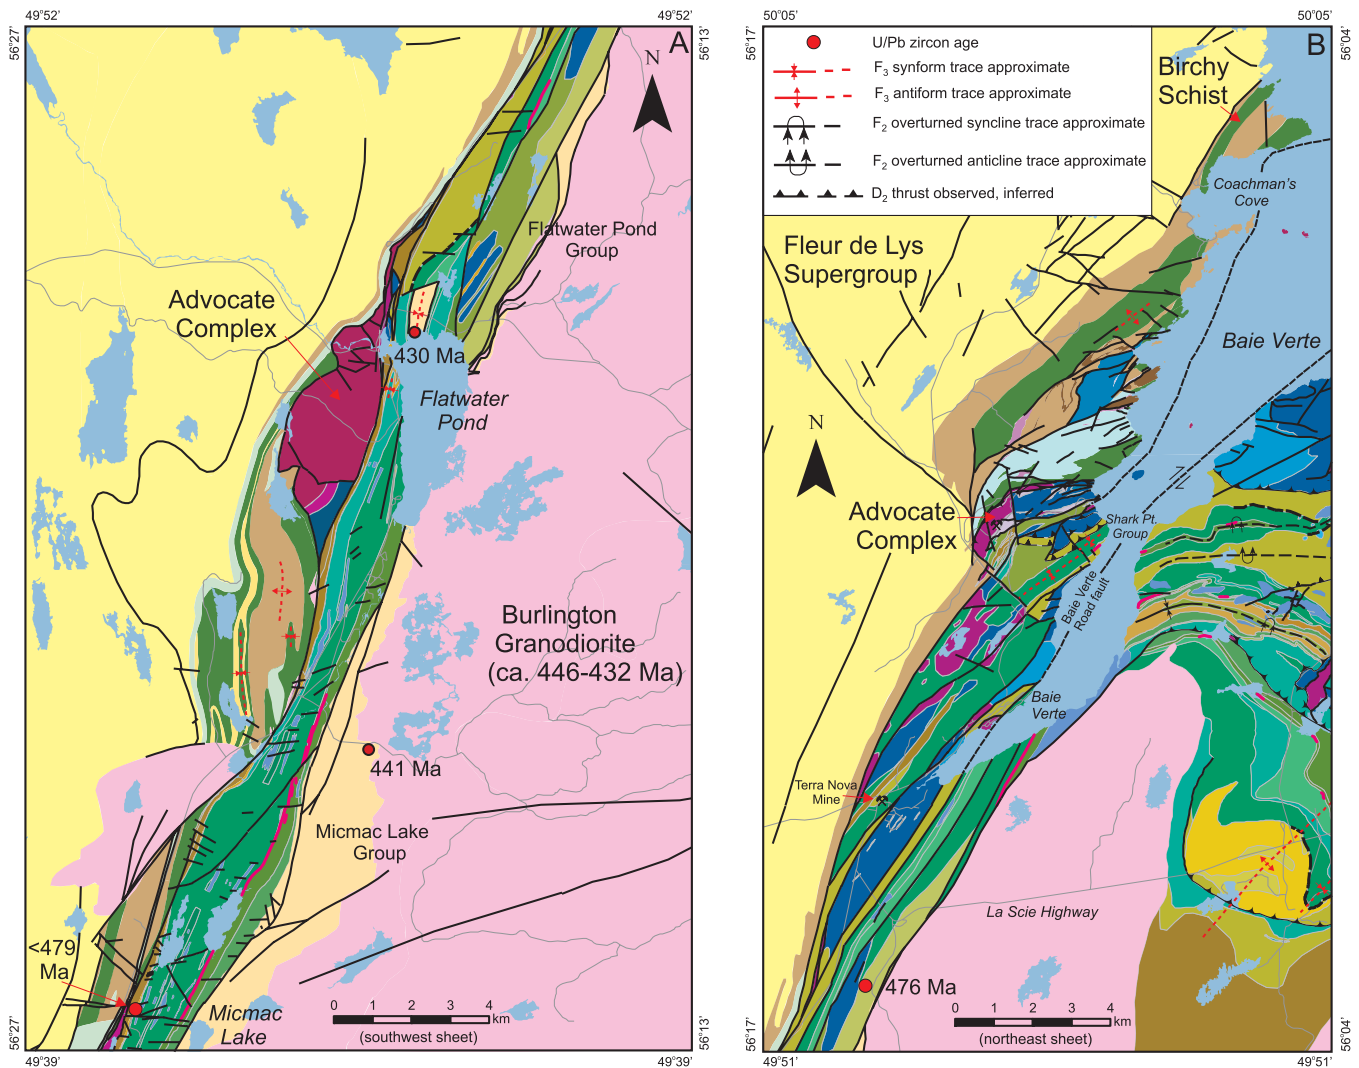 49°52'
49°52'
56°27'
56°13'
A
N
Flatwater Pond
Group
Advocate
Complex
430 Ma
Flatwater
Pond
Burlington
Granodiorite
(ca. 446-432 Ma)
441 Ma
Micmac Lake
Group
<479
Ma
Micmac
Lake
0 1 2 3 4
km
(southwest sheet)
56°27'
56°13'
49°39'
49°39'
50°05'
50°05'
56°17'
56°04'
B
U/Pb zircon age
F3 synform trace approximate
F3 antiform trace approximate
F2 overturned syncline trace approximate
F2 overturned anticline trace approximate
D2 thrust observed, inferred
Birchy
Schist
Coachman's
Cove
Fleur de Lys
Supergroup
Baie Verte
N
Advocate
Complex
Shark Pt.
Group
Baie Verte
Road fault
Baie
Verte
Terra Nova
Mine
La Scie Highway
476 Ma
0 1 2 3 4
km
(northeast sheet)
56°17'
56°04'
49°51'
49°51'